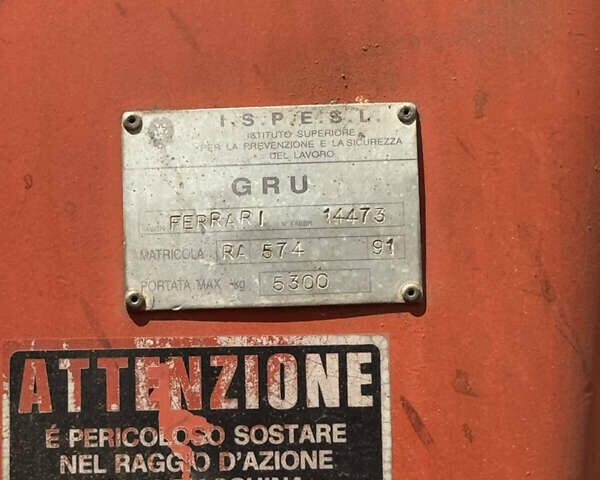 I.S.P.E.S.L.
ISTITUTO SUPERIORE
PER LA PREVENZIONE E LA SICUREZZA
DEL LAVORO
GRU
FERRARI N° FABBR. 14473
MATRICOLA RA 574 91
PORTATA MAX kg 5300
ATTENZIONE
É PERICOLOSO SOSTARE
NEL RAGGIO D'AZIONE